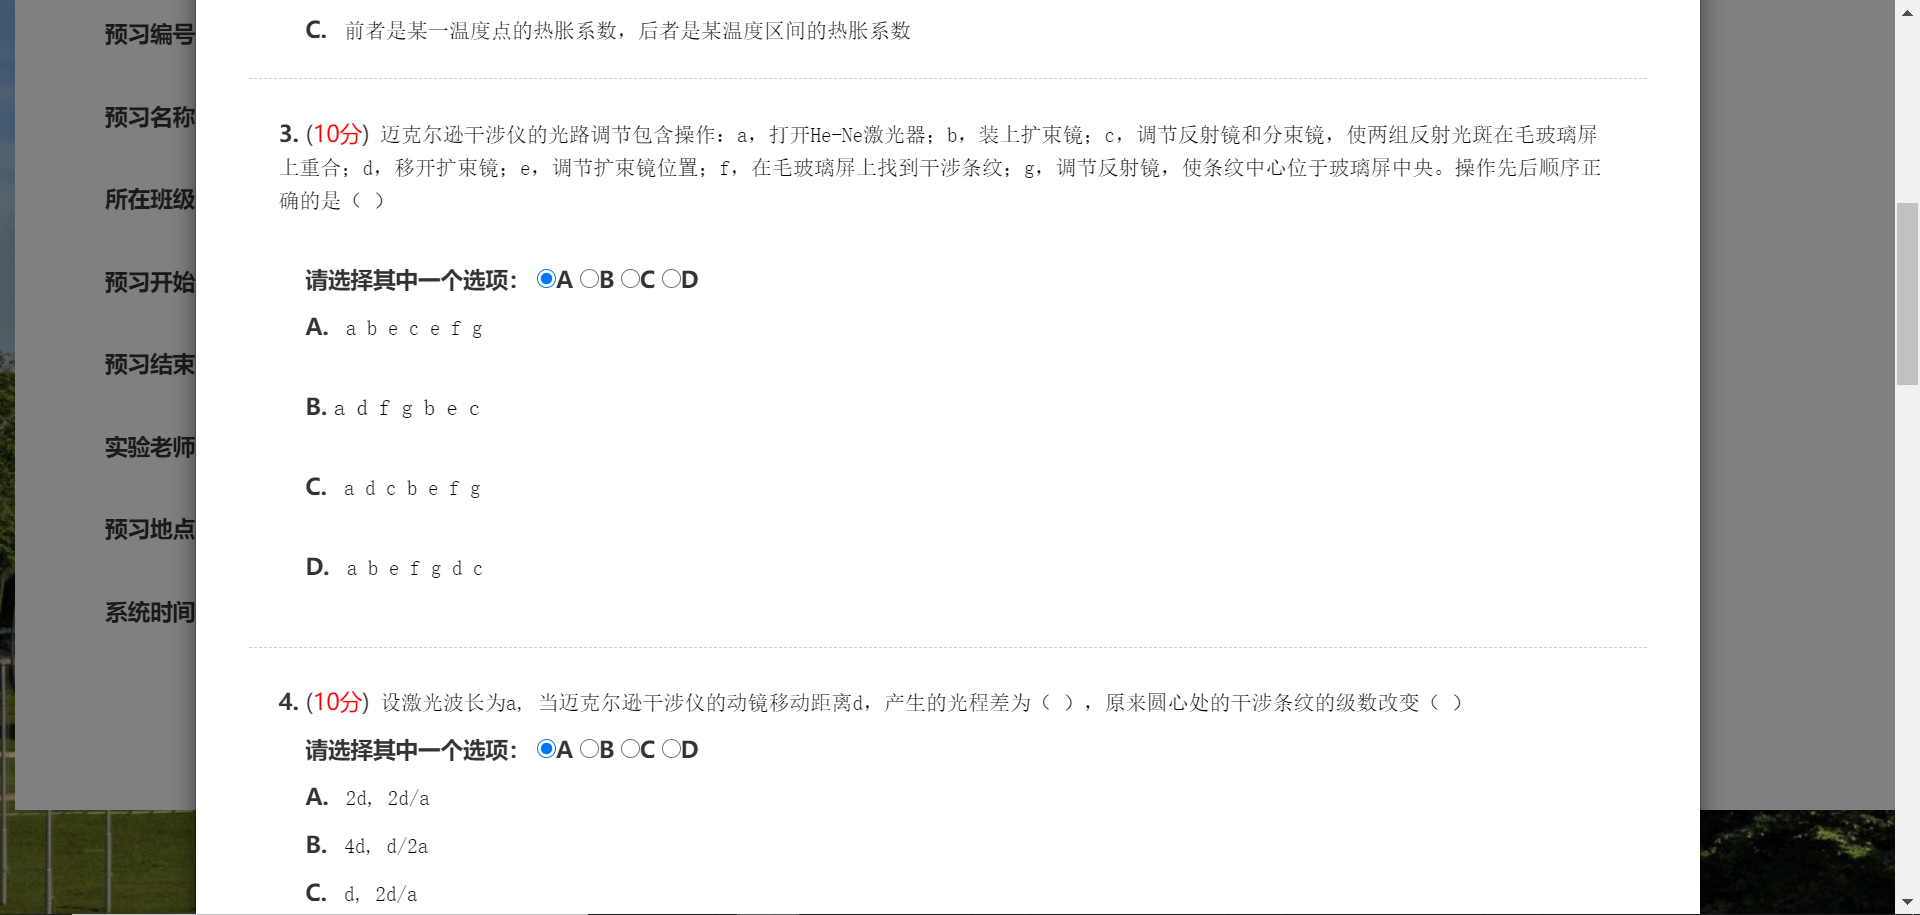 预习编号
预习名称
所在班级
预习开始
预习结束
实验老师
预习地点
系统时间
C. 前者是某一温度点的热胀系数，后者是某温度区间的热胀系数
3. (10分) 迈克尔逊干涉仪的光路调节包含操作：a，打开He-Ne激光器；b，装上扩束镜；c，调节反射镜和分束镜，使两组反射光斑在毛玻璃屏
上重合；d，移开扩束镜；e，调节扩束镜位置；f，在毛玻璃屏上找到干涉条纹；g，调节反射镜，使条纹中心位于玻璃屏中央。操作先后顺序正
确的是（ ）
请选择其中一个选项： A B C D
A. a b e c e f g
B. a d f g b e c
C. a d c b e f g
D. a b e f g d c
4. (10分) 设激光波长为a, 当迈克尔逊干涉仪的动镜移动距离d，产生的光程差为（ ），原来圆心处的干涉条纹的级数改变（ ）
请选择其中一个选项： A B C D
A. 2d, 2d/a
B. 4d, d/2a
C. d, 2d/a